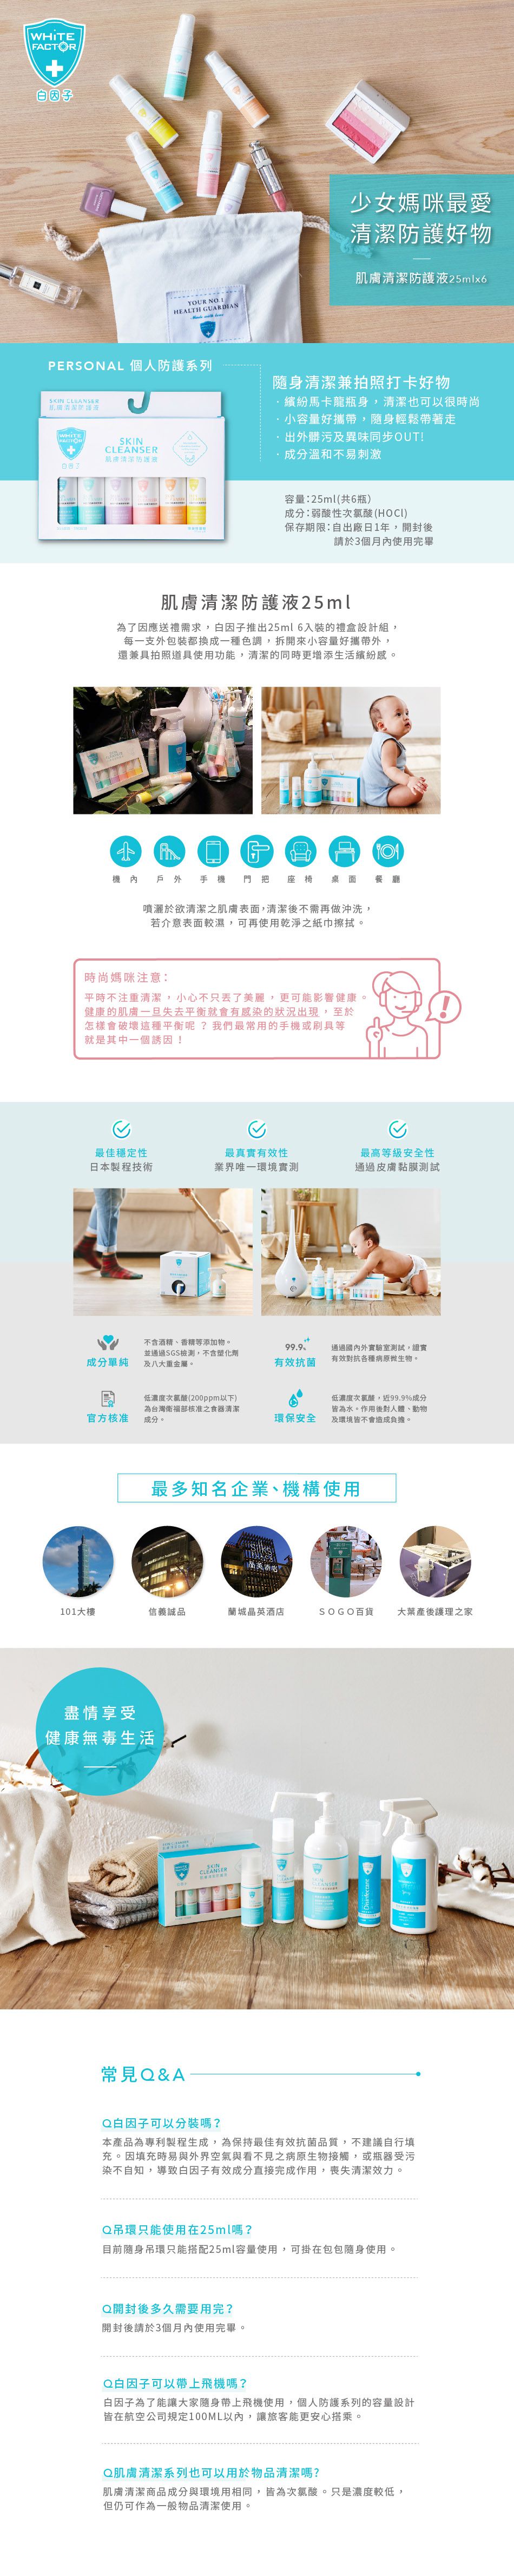 WHITE
FACTOR
白因子
少女媽咪最愛
清潔防護好物
肌膚清潔防護液25mlx6
YOUR NO.1
HEALTH GUARDIAN
Made with love
PERSONAL 個人防護系列
隨身清潔兼拍照打卡好物
· 繽紛馬卡龍瓶身，清潔也可以很時尚
· 小容量好攜帶，隨身輕鬆帶著走
· 出外髒污及異味同步OUT!
· 成分溫和不易刺激
SKIN CLEANSER
肌膚清潔防護液
WHITE
FACTOR
白因子
SKIN
CLEANSER
肌膚清潔防護液
容量:25ml(共6瓶)
成分:弱酸性次氯酸(HOCl)
保存期限:自出廠日1年，開封後
請於3個月內使用完畢
肌膚清潔防護液25ml
為了因應送禮需求，白因子推出25ml 6入裝的禮盒設計組，
每一支外包裝都換成一種色調，拆開來小容量好攜帶外，
還兼具拍照道具使用功能，清潔的同時更增添生活繽紛感。
機 內
戶 外
手 機
門 把
座 椅
桌 面
餐 廳
噴灑於欲清潔之肌膚表面，清潔後不需再做沖洗，
若介意表面較濕，可再使用乾淨之紙巾擦拭。
時尚媽咪注意：
平時不注重清潔，小心不只丟了美麗，更可能影響健康。
健康的肌膚一旦失去平衡就會有感染的狀況出現，至於
怎樣會破壞這種平衡呢？我們最常用的手機或刷具等
就是其中一個誘因！
最佳穩定性
日本製程技術
最真實有效性
業界唯一環境實測
最高等級安全性
通過皮膚黏膜測試
成分單純
不含酒精、香精等添加物。
並通過SGS檢測，不含塑化劑
及八大重金屬。
99.9%
有效抗菌
通過國內外實驗室測試，證實
有效對抗各種病原微生物。
官方核准
低濃度次氯酸(200ppm以下)
為台灣衛福部核准之食器清潔
成分。
環保安全
低濃度次氯酸，近99.9%成分
皆為水。作用後對人體、動物
及環境皆不會造成負擔。
最多知名企業、機構使用
101大樓
信義誠品
蘭城晶英酒店
SOGO百貨
大葉產後護理之家
盡情享受
健康無毒生活
SKIN
CLEANSER
常見Q&A
Q白因子可以分裝嗎？
本產品為專利製程生成，為保持最佳有效抗菌品質，不建議自行填
充。因填充時易與外界空氣與看不見之病原生物接觸，或瓶器受污
染不自知，導致白因子有效成分直接完成作用，喪失清潔效力。
Q吊環只能使用在25ml嗎？
目前隨身吊環只能搭配25ml容量使用，可掛在包包隨身使用。
Q開封後多久需要用完？
開封後請於3個月內使用完畢。
Q白因子可以帶上飛機嗎？
白因子為了能讓大家隨身帶上飛機使用，個人防護系列的容量設計
皆在航空公司規定100ML以內，讓旅客能更安心搭乘。
Q肌膚清潔系列也可以用於物品清潔嗎？
肌膚清潔商品成分與環境用相同，皆為次氯酸。只是濃度較低，
但仍可作為一般物品清潔使用。